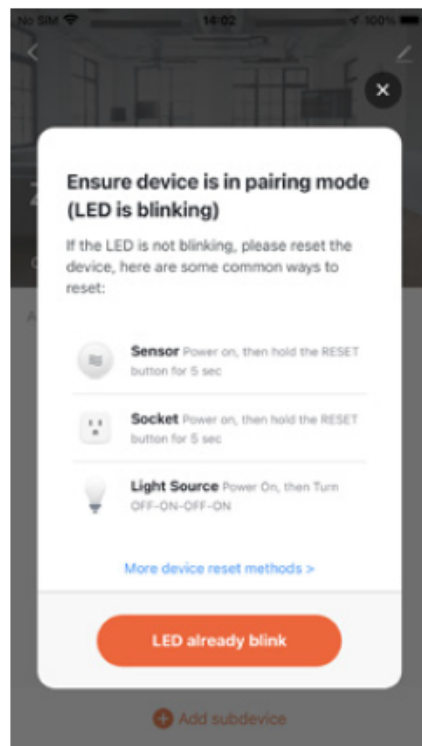 No SIM 14:02 100%
Ensure device is in pairing mode
(LED is blinking)
If the LED is not blinking, please reset the
device, here are some common ways to
reset:
Sensor Power on, then hold the RESET
button for 5 sec
Socket Power on, then hold the RESET
button for 5 sec
Light Source Power On, then Turn
OFF-ON-OFF-ON
More device reset methods >
LED already blink
Add subdevice